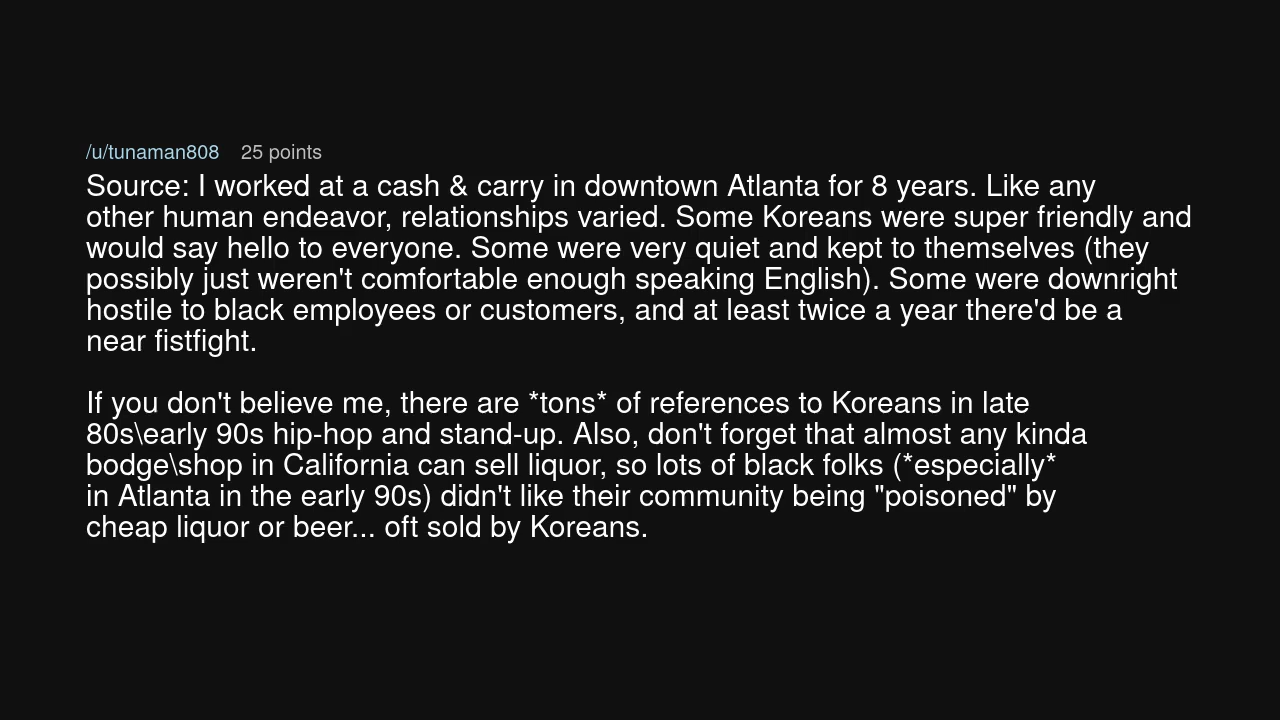 /u/tunaman808 25 points
Source: I worked at a cash & carry in downtown Atlanta for 8 years. Like any
other human endeavor, relationships varied. Some Koreans were super friendly and
would say hello to everyone. Some were very quiet and kept to themselves (they
possibly just weren't comfortable enough speaking English). Some were downright
hostile to black employees or customers, and at least twice a year there'd be a
near fistfight.
If you don't believe me, there are *tons* of references to Koreans in late
80s\early 90s hip-hop and stand-up. Also, don't forget that almost any kinda
bodge\shop in California can sell liquor, so lots of black folks (*especially*
in Atlanta in the early 90s) didn't like their community being "poisoned" by
cheap liquor or beer... oft sold by Koreans.